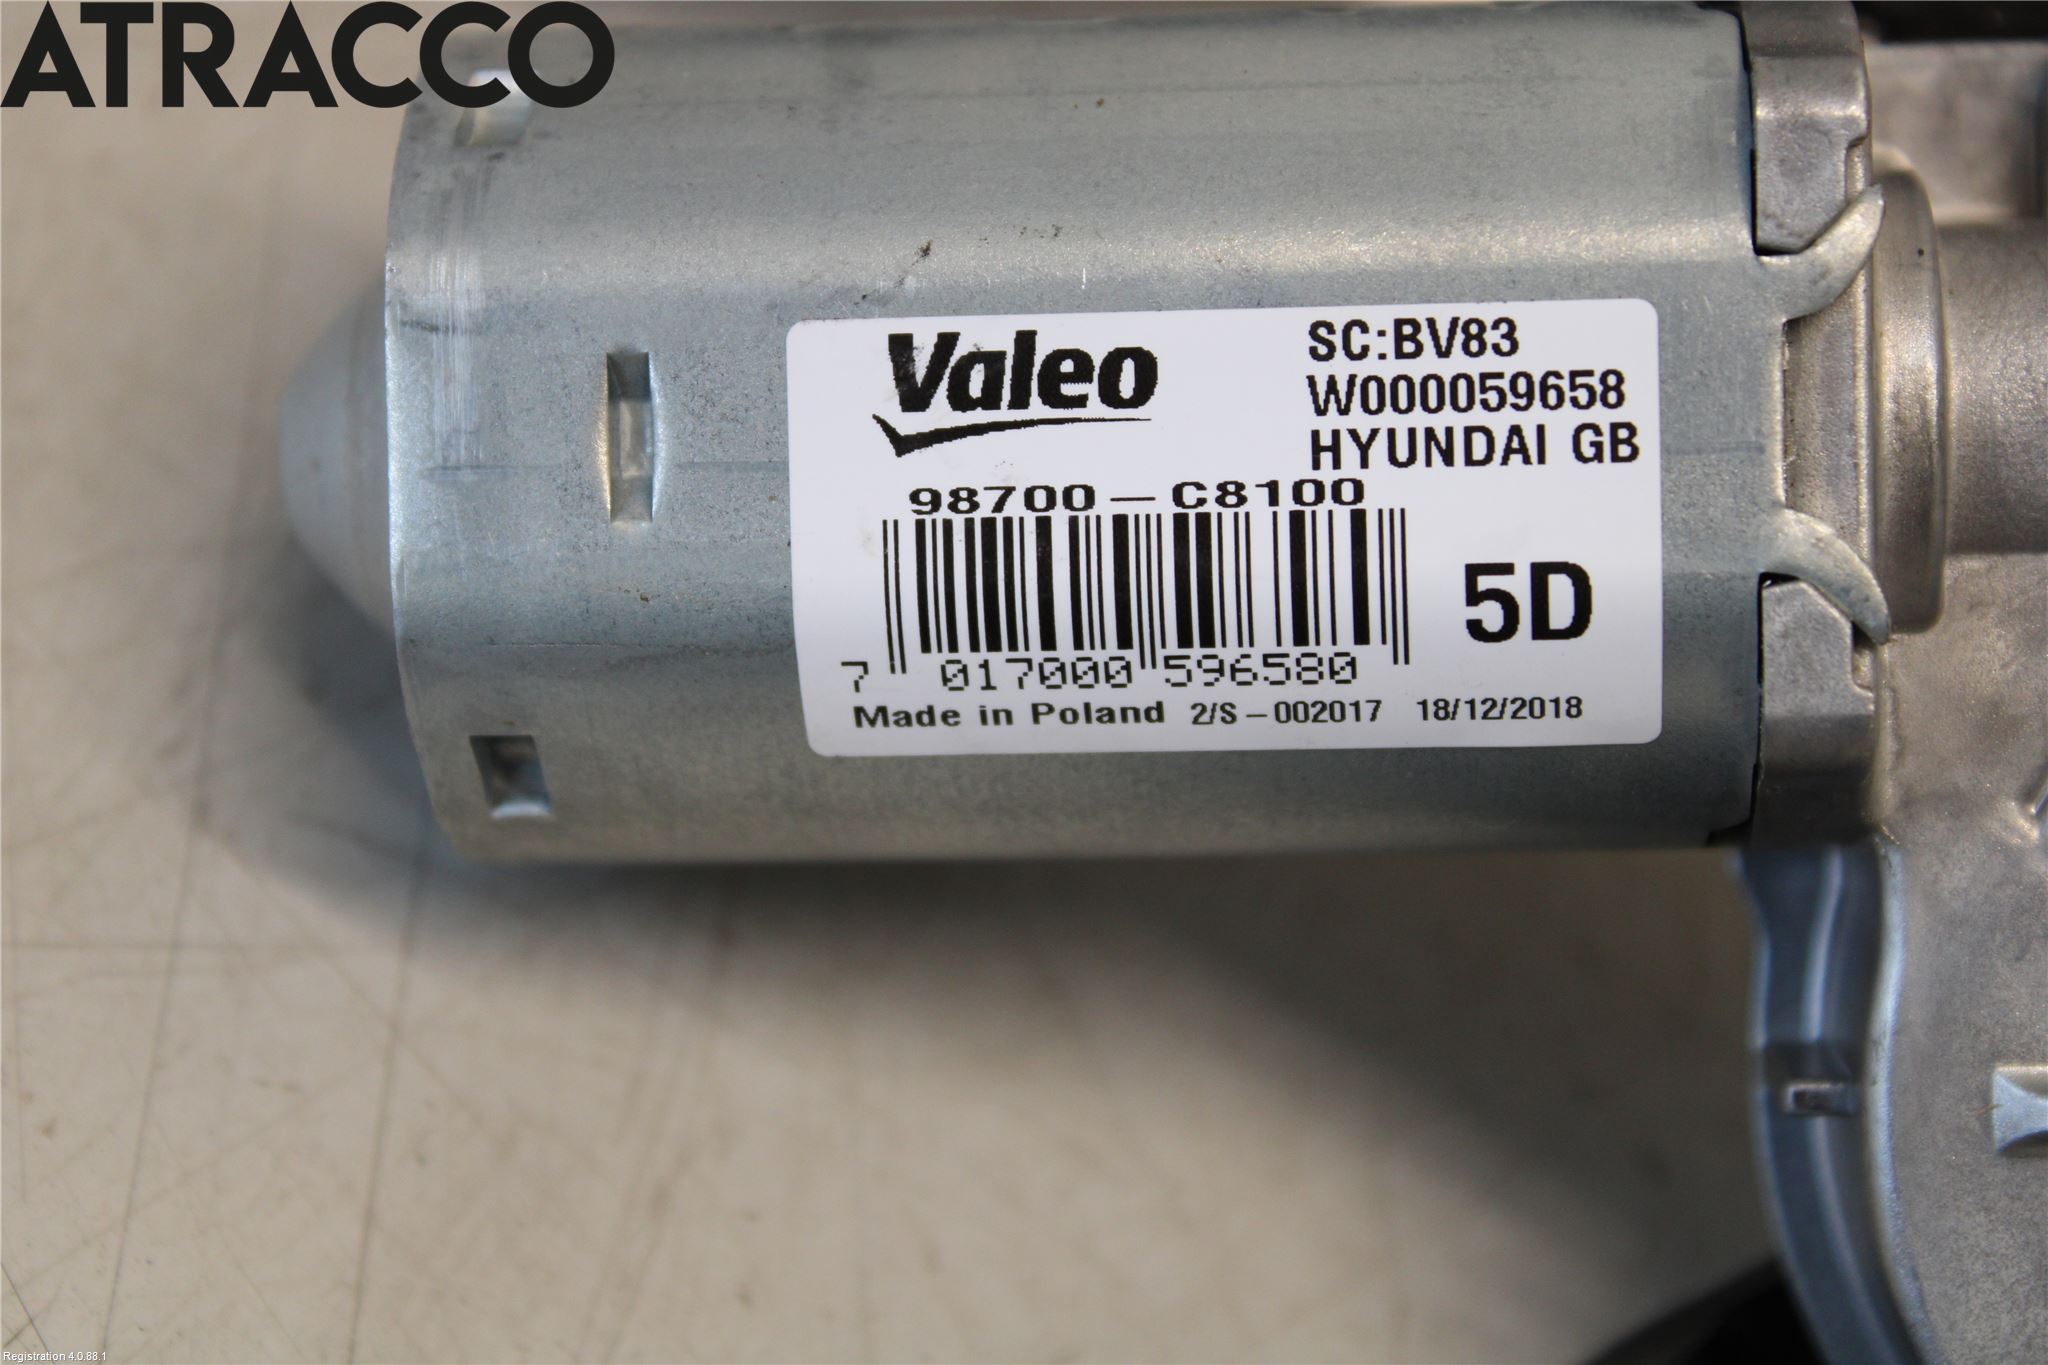 ATRACCO
Valeo
SC:BV83
W000059658
HYUNDAI GB
98700-C8100
5D
7 017000 596580
Made in Poland 2/S-002017 18/12/2018
Registration 4.0.88.1